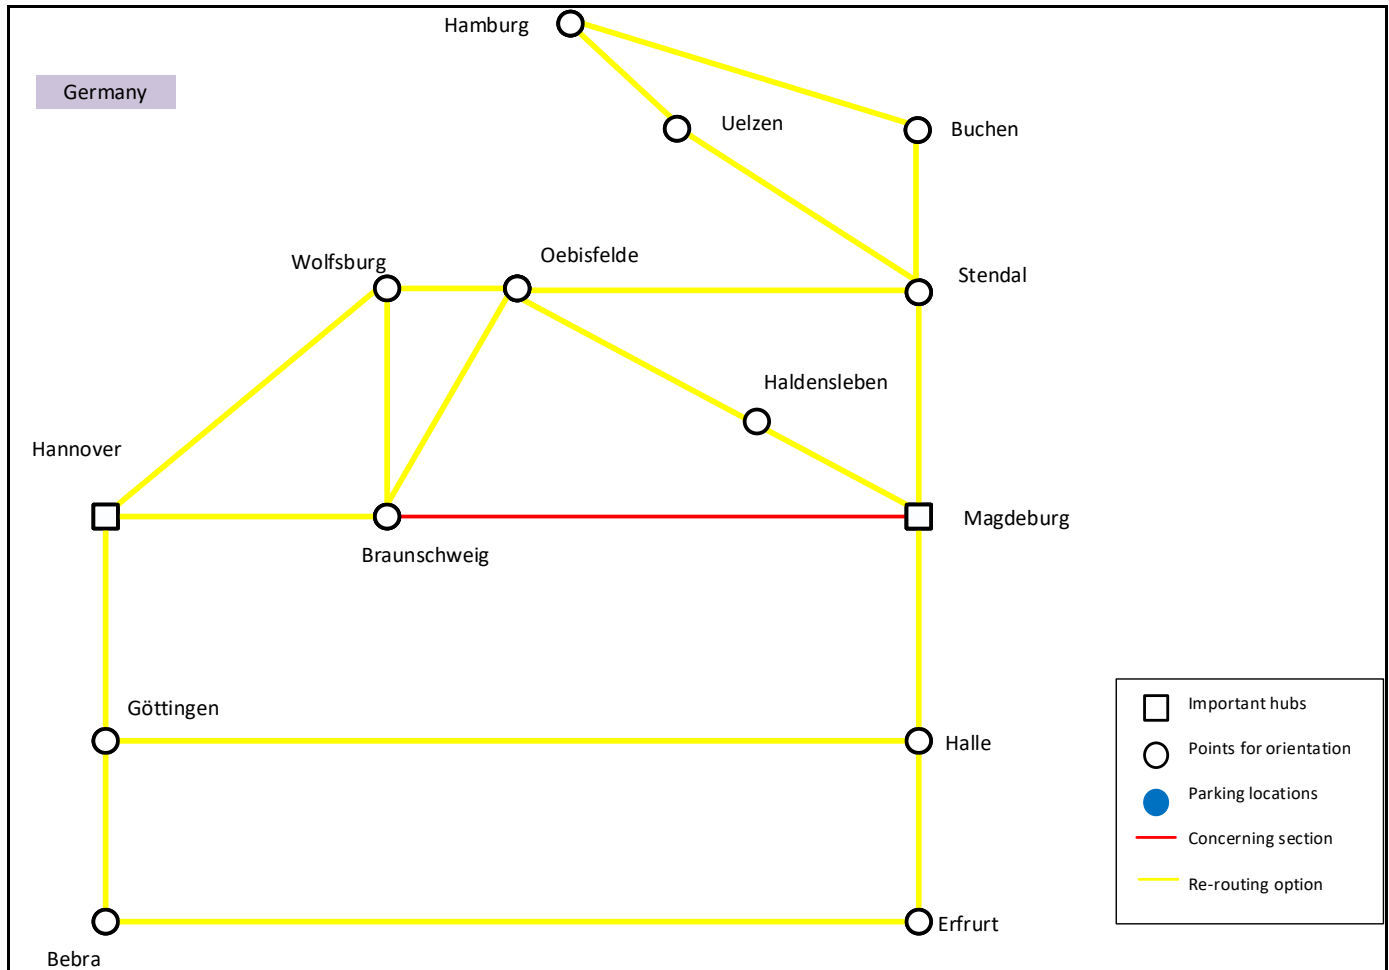 Hamburg
Germany
Uelzen
Buchen
Oebisfelde
Wolfsburg
Stendal
Haldensleben
Hannover
Magdeburg
Braunschweig
Göttingen
Halle
Important hubs
Points for orientation
Parking locations
Concerning section
Re-routing option
Erfrurt
Bebra